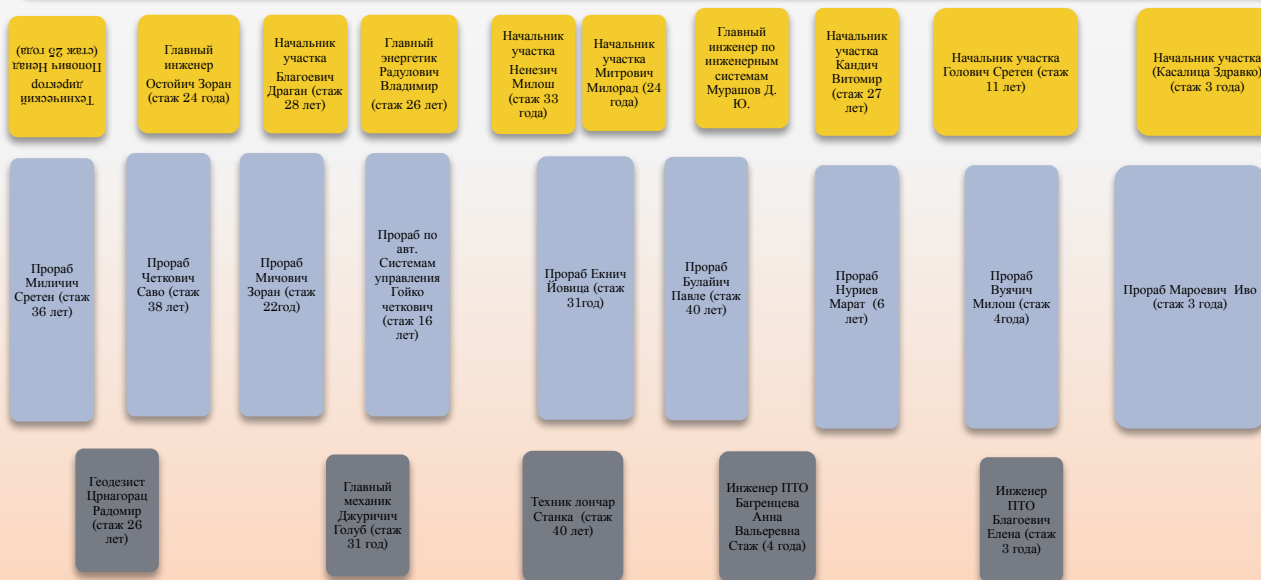 Технический
директор
Попович Ненад
(стаж 25 года)
Главный
инженер
Остойич Зоран
(стаж 24 года)
Начальник
участка
Благоевич
Драган (стаж
28 лет)
Главный
энергетик
Радулович
Владимир
(стаж 26 лет)
Начальник
участка
Ненезич
Милош
(стаж 33
года)
Начальник
участка
Митрович
Милорад (24
года)
Главный
инженер по
инженерным
системам
Мурашов Д.
Ю.
Начальник
участка
Кандич
Витомир
(стаж 27
лет)
Начальник участка
Голович Сретен (стаж
11 лет)
Начальник участка
(Касалица Здравко)
(стаж 3 года)
Прораб
Миличич
Сретен (стаж
36 лет)
Прораб
Четкович
Саво (стаж
38 лет)
Прораб
Мичович
Зоран (стаж
22год)
Прораб по
авт.
Системам
управления
Гойко
четкович
(стаж 16
лет)
Прораб Екнич
Йовица (стаж
31год)
Прораб
Булайич
Павле (стаж
40 лет)
Прораб
Нуриев
Марат (6
лет)
Прораб
Вуячич
Милош (стаж
4года)
Прораб Мароевич Иво
(стаж 3 года)
Геодезист
Црнагорац
Радомир
(стаж 26
лет)
Главный
механик
Джуричич
Голуб (стаж
31 год)
Техник лончар
Станка (стаж
40 лет)
Инженер ПТО
Багренцева
Анна
Вальеревна
Стаж (4 года)
Инженер
ПТО
Благоевич
Елена (стаж
3 года)